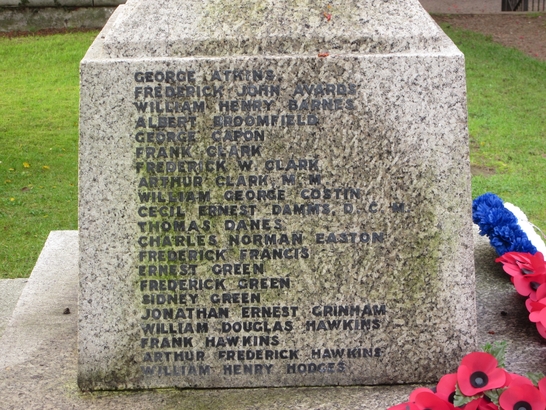 GEORGE ATKINS,
FREDERICK JOHN AWARDS
WILLIAM HENRY BARNES
ALBERT BROOMFIELD
GEORGE CAPON
FRANK CLARK
FREDERICK W. CLARK
ARTHUR CLARK M.M.
WILLIAM GEORGE COSTIN
CECIL ERNEST DAMMS, D.C.M.
THOMAS DANES
CHARLES NORMAN EASTON
FREDERICK FRANCIS
ERNEST GREEN
FREDERICK GREEN
SIDNEY GREEN
JONATHAN ERNEST GRINHAM
WILLIAM DOUGLAS HAWKINS
FRANK HAWKINS
ARTHUR FREDERICK HAWKINS
WILLIAM HENRY HODGES